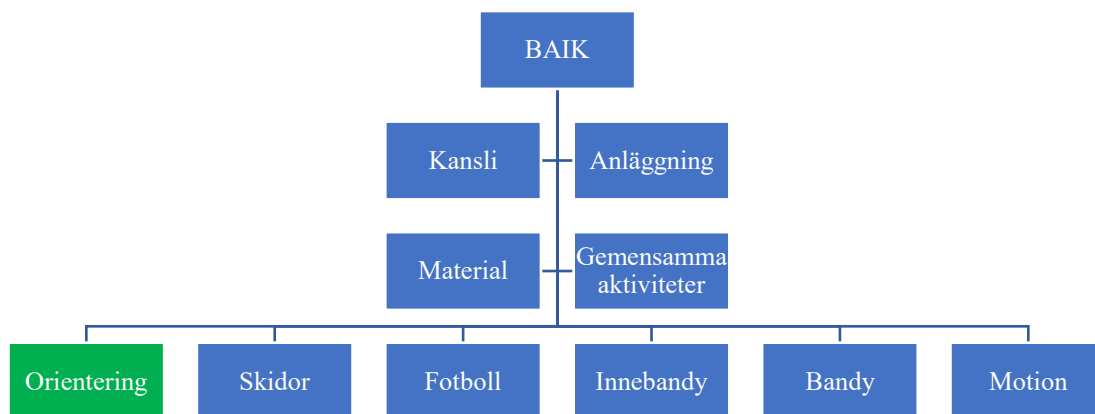 BAIK
Kansli
Anläggning
Material
Gemensamma
aktiviteter
Orientering
Skidor
Fotboll
Innebandy
Bandy
Motion